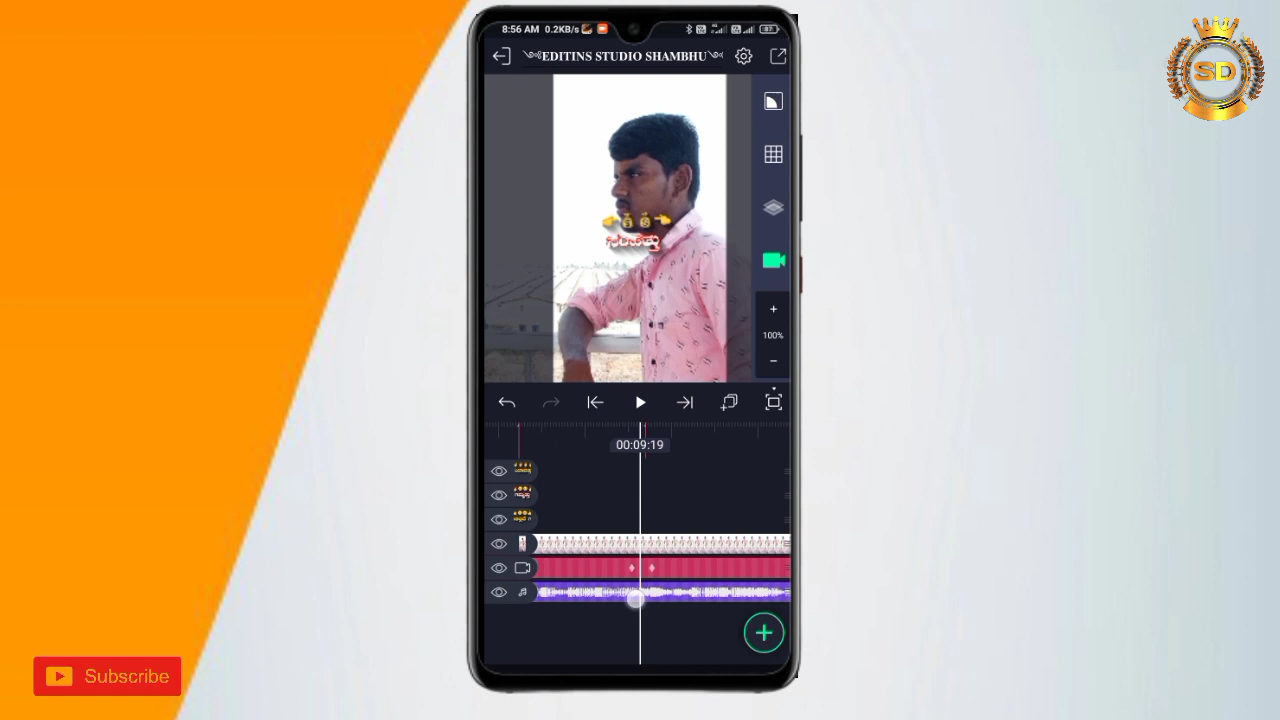 8:56 AM 0.2KB/s
EDITINS STUDIO SHAMBHU
SD
+
100%
−
00:09:19
+
Subscribe